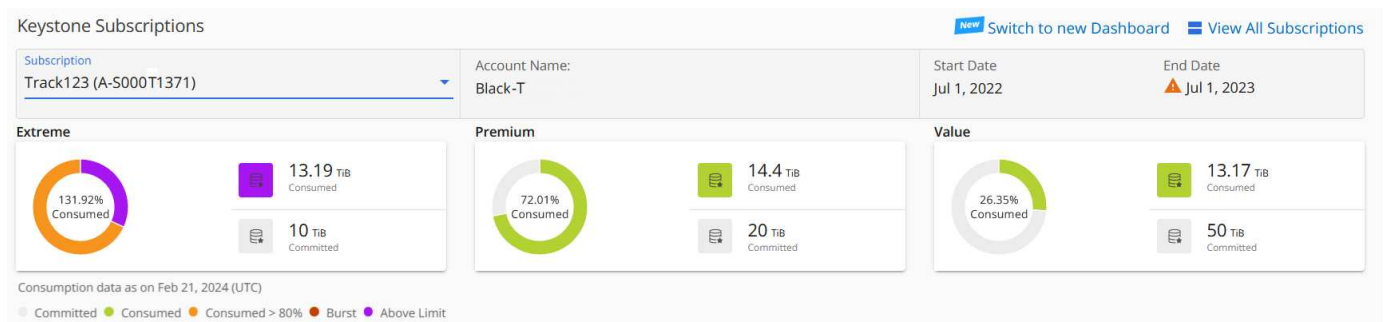 Keystone Subscriptions
New Switch to new Dashboard View All Subscriptions
Subscription
Track123 (A-S000T1371)
Account Name:
Black-T
Start Date
Jul 1, 2022
End Date
Jul 1, 2023
Extreme
131.92%
Consumed
13.19 TiB
Consumed
10 TiB
Committed
Premium
72.01%
Consumed
14.4 TiB
Consumed
20 TiB
Committed
Value
26.35%
Consumed
13.17 TiB
Consumed
50 TiB
Committed
Consumption data as on Feb 21, 2024 (UTC)
Committed Consumed Consumed > 80% Burst Above Limit